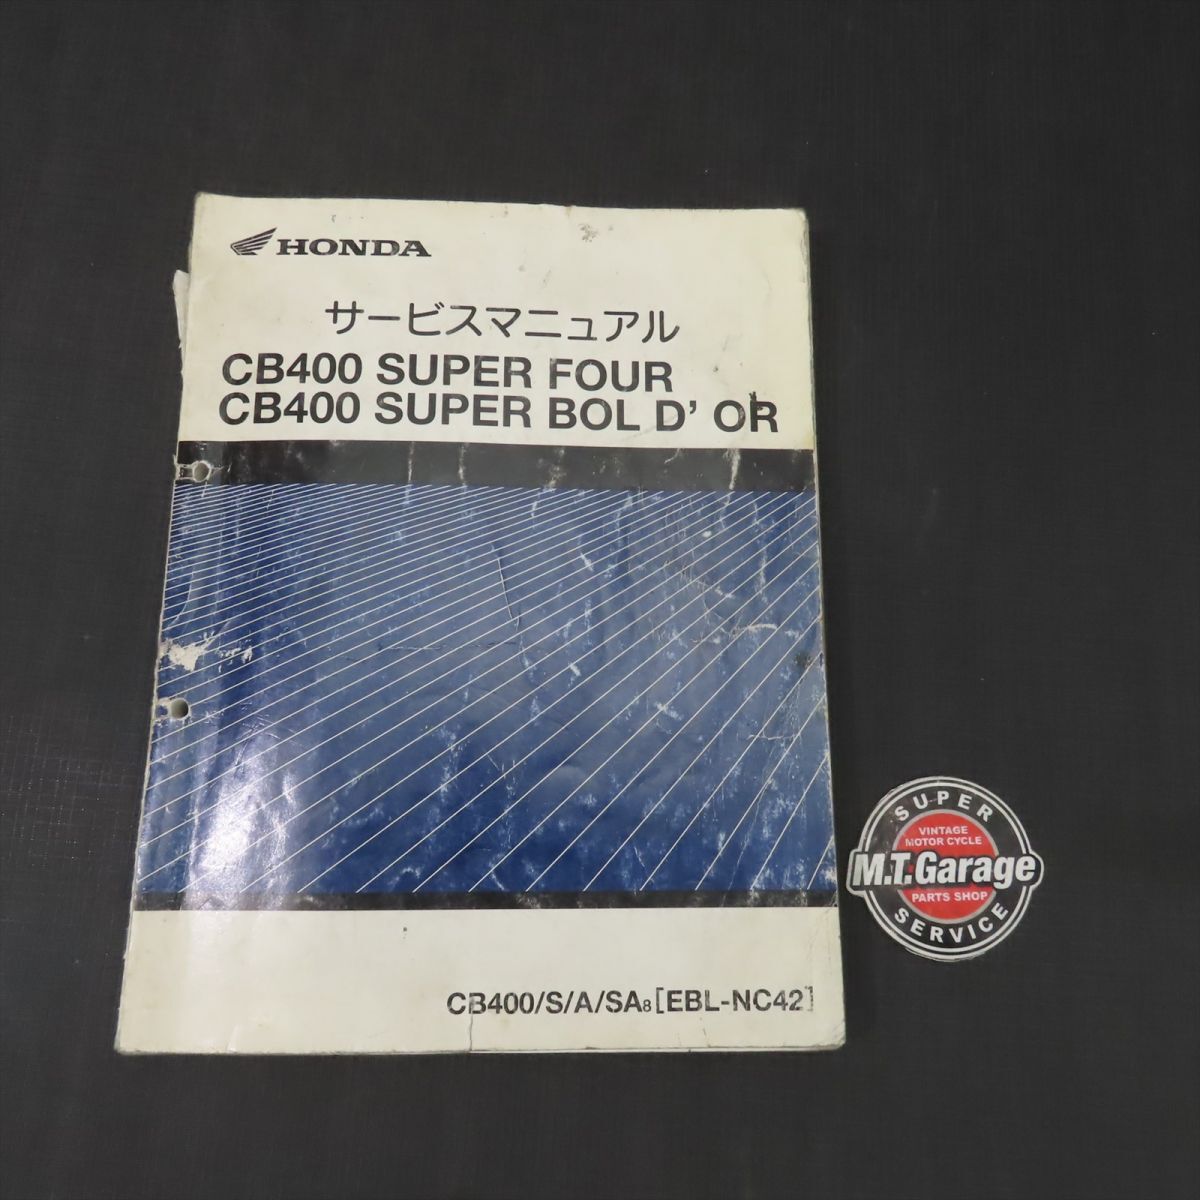 HONDA
サービスマニュアル
CB400 SUPER FOUR
CB400 SUPER BOL D' OR
CB400/S/A/SA8 [EBL-NC42]
SUPER
VINTAGE
MOTOR CYCLE
M.T.Garage
PARTS SHOP
SERVICE